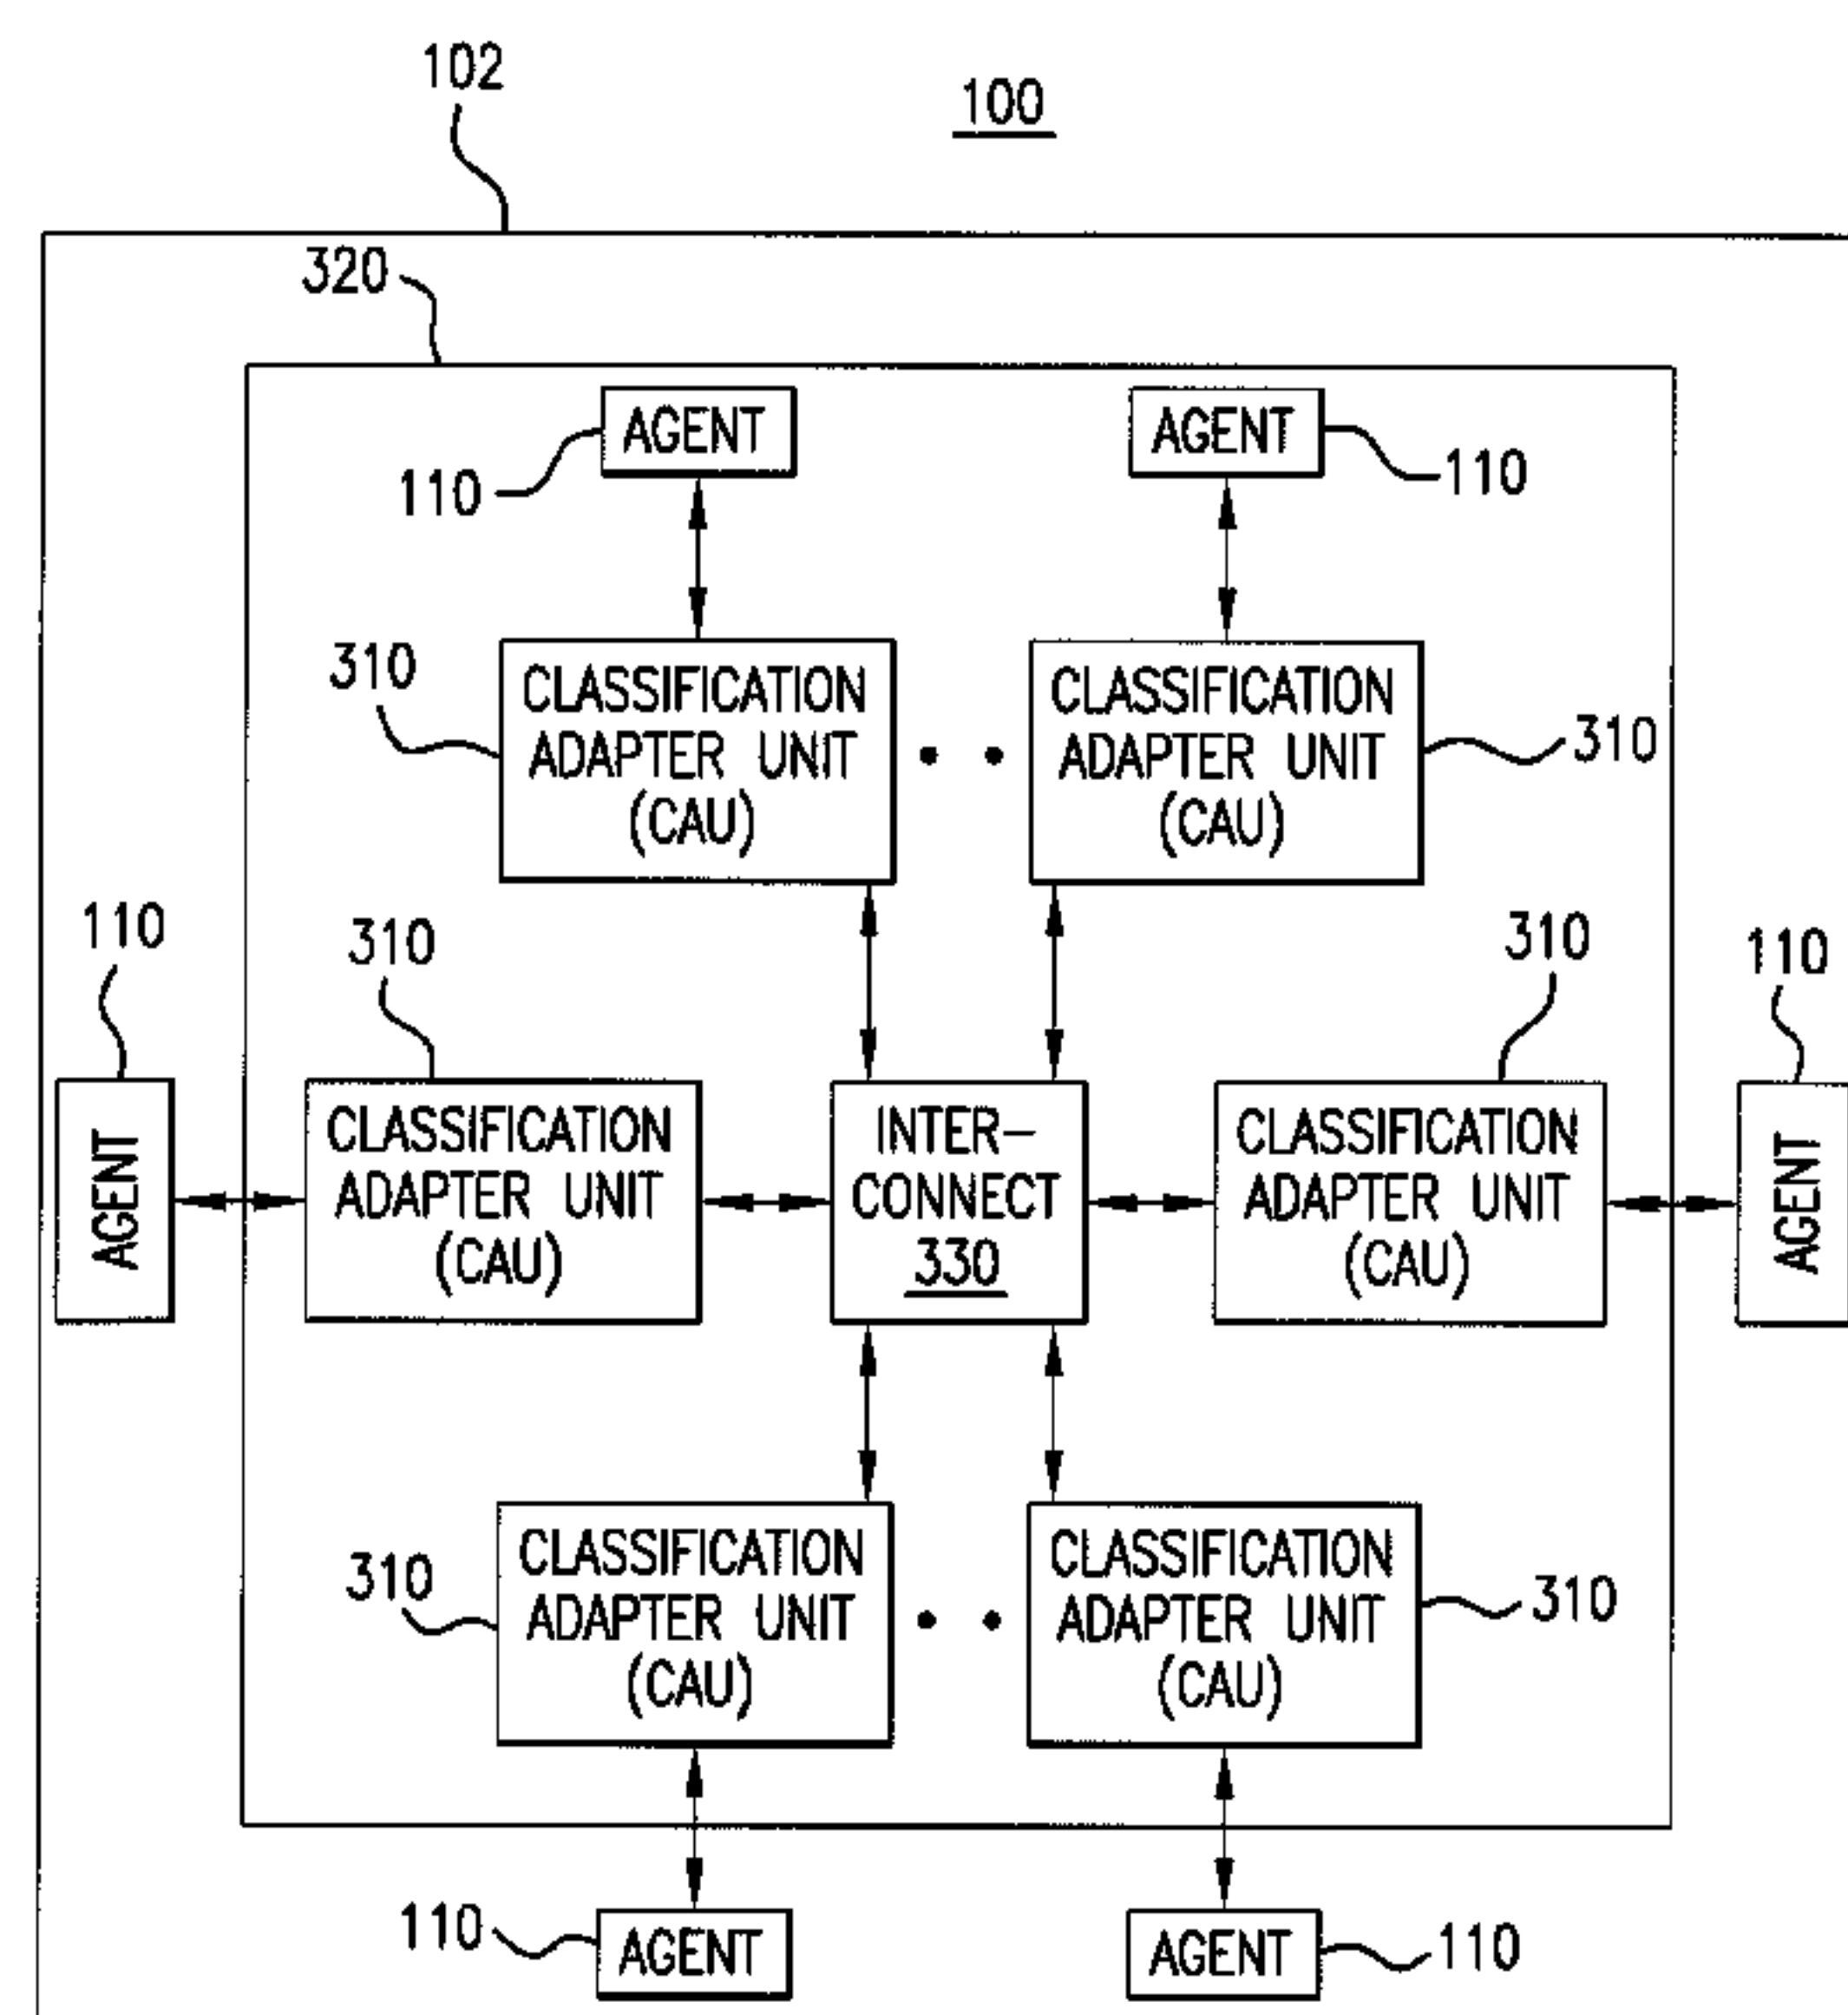 102
100
320
AGENT
AGENT
110
110
310
CLASSIFICATION
ADAPTER UNIT
(CAU)
CLASSIFICATION
ADAPTER UNIT
(CAU)
310
110
310
310
110
AGENT
CLASSIFICATION
ADAPTER UNIT
(CAU)
INTER-
CONNECT
330
CLASSIFICATION
ADAPTER UNIT
(CAU)
AGENT
310
CLASSIFICATION
ADAPTER UNIT
(CAU)
CLASSIFICATION
ADAPTER UNIT
(CAU)
310
110
AGENT
AGENT
110